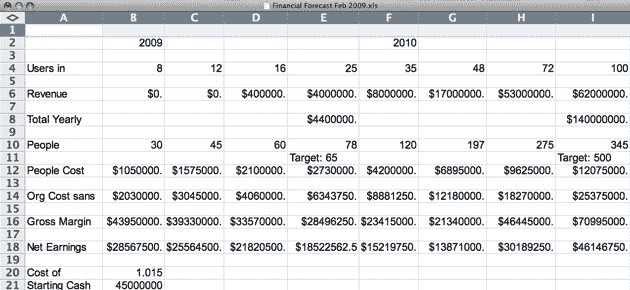 Financial Forecast Feb 2009.xls
A B C D E F G H I
1
2 2009 2010
3
4 Users in 8 12 16 25 35 48 72 100
5
6 Revenue $0. $0. $400000. $4000000. $8000000. $17000000. $53000000. $62000000.
7
8 Total Yearly $4400000. $140000000.
9
10 People 30 45 60 78 120 197 275 345
11 Target: 65 Target: 500
12 People Cost $1050000. $1575000. $2100000. $2730000. $4200000. $6895000. $9625000. $12075000.
13
14 Org Cost sans $2030000. $3045000. $4060000. $6343750. $8881250. $12180000. $18270000. $25375000.
15
16 Gross Margin $43950000. $39330000. $33570000. $28496250. $23415000. $21340000. $46445000. $70995000.
17
18 Net Earnings $28567500. $25564500. $21820500. $18522562.5 $15219750. $13871000. $30189250. $46146750.
19
20 Cost of 1.015
21 Starting Cash 45000000